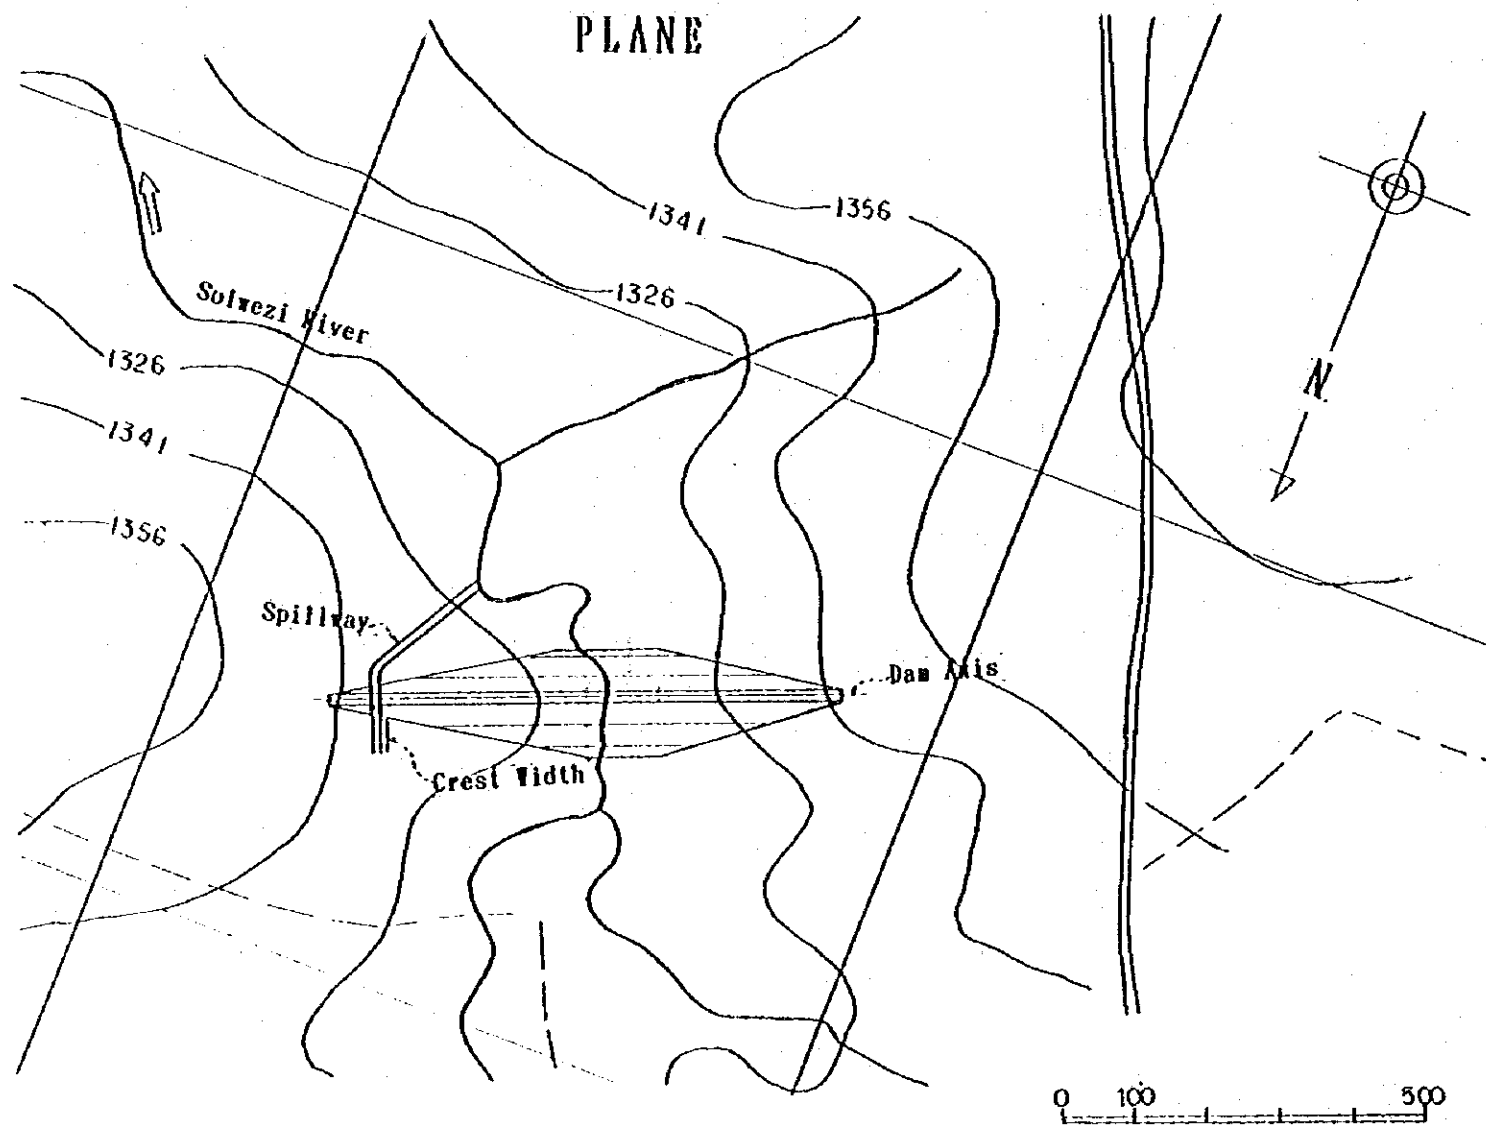 PLANE
1356
1341
1326
Solwezi River
1326
1341
1356
N.
Spillway
Dam Axis
Crest Width
0 100 500